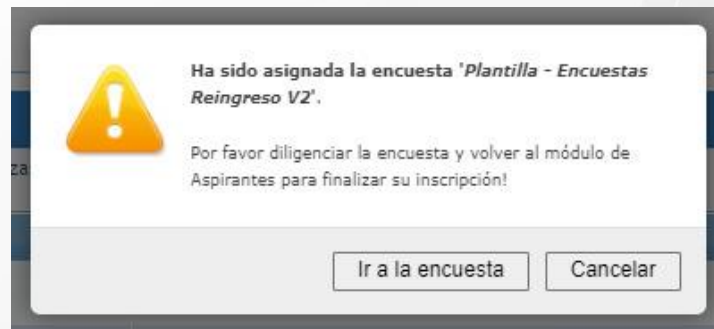 Ha sido asignada la encuesta 'Plantilla - Encuestas
Reingreso V2'.
Por favor diligenciar la encuesta y volver al módulo de
Aspirantes para finalizar su inscripción!
za
Ir a la encuesta Cancelar